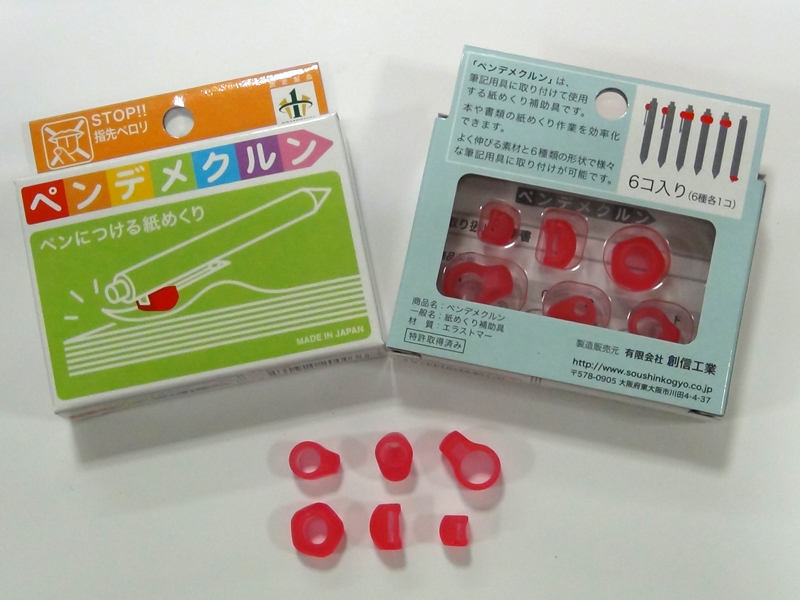 STOP!!
指先ペロリ
ペンデメクルン
ペンにつける紙めくり
MADE IN JAPAN
「ペンデメクルン」は、
筆記用具に取り付けて使用
する紙めくり補助具です。
本や書類の紙めくり作業を効率化
できます。
よく伸びる素材と6種類の形状で様々
な筆記用具に取り付けが可能です。
6コ入り(6種各1コ)
ペンデメクルン
商品名：ペンデメクルン
一般名：紙めくり補助具
材　質：エラストマー
特許取得済み
製造販売元 有限会社 創信工業
http://www.soushinkogyo.co.jp
〒578-0905 大阪府東大阪市川田4-4-37